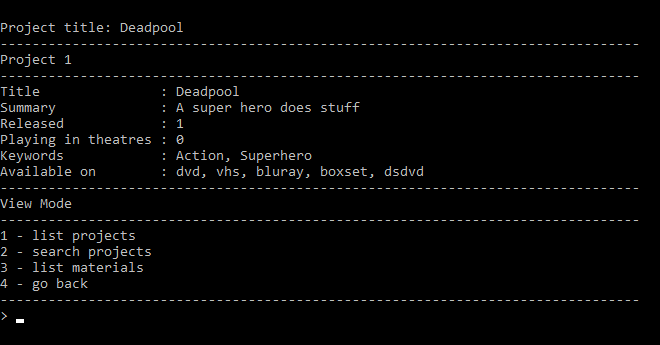 Project title: Deadpool
--------------------------------------------------------------------------------
Project 1
--------------------------------------------------------------------------------
Title               : Deadpool
Summary             : A super hero does stuff
Released            : 1
Playing in theatres : 0
Keywords            : Action, Superhero
Available on        : dvd, vhs, bluray, boxset, dsdvd
--------------------------------------------------------------------------------
View Mode
--------------------------------------------------------------------------------
1 - list projects
2 - search projects
3 - list materials
4 - go back
--------------------------------------------------------------------------------
> _